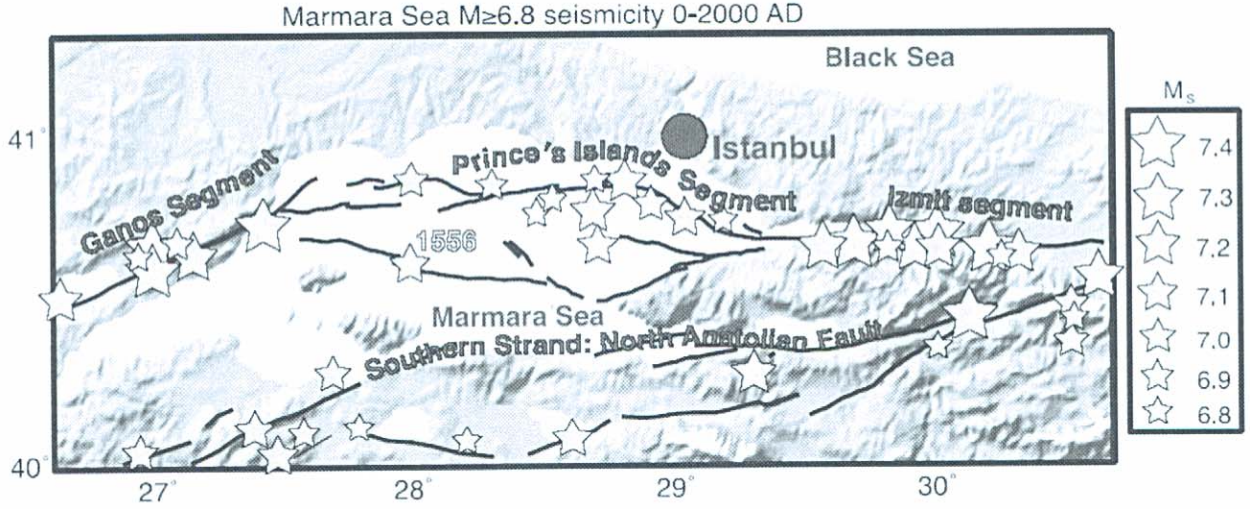 Marmara Sea M≥6.8 seismicity 0-2000 AD
Black Sea
Ms
41°
Istanbul
Prince's Islands Segment
Ganos Segment
Izmit segment
1556
Marmara Sea
Southern Strand: North Anatolian Fault
7.4
7.3
7.2
7.1
7.0
6.9
6.8
40°
27° 28° 29° 30°